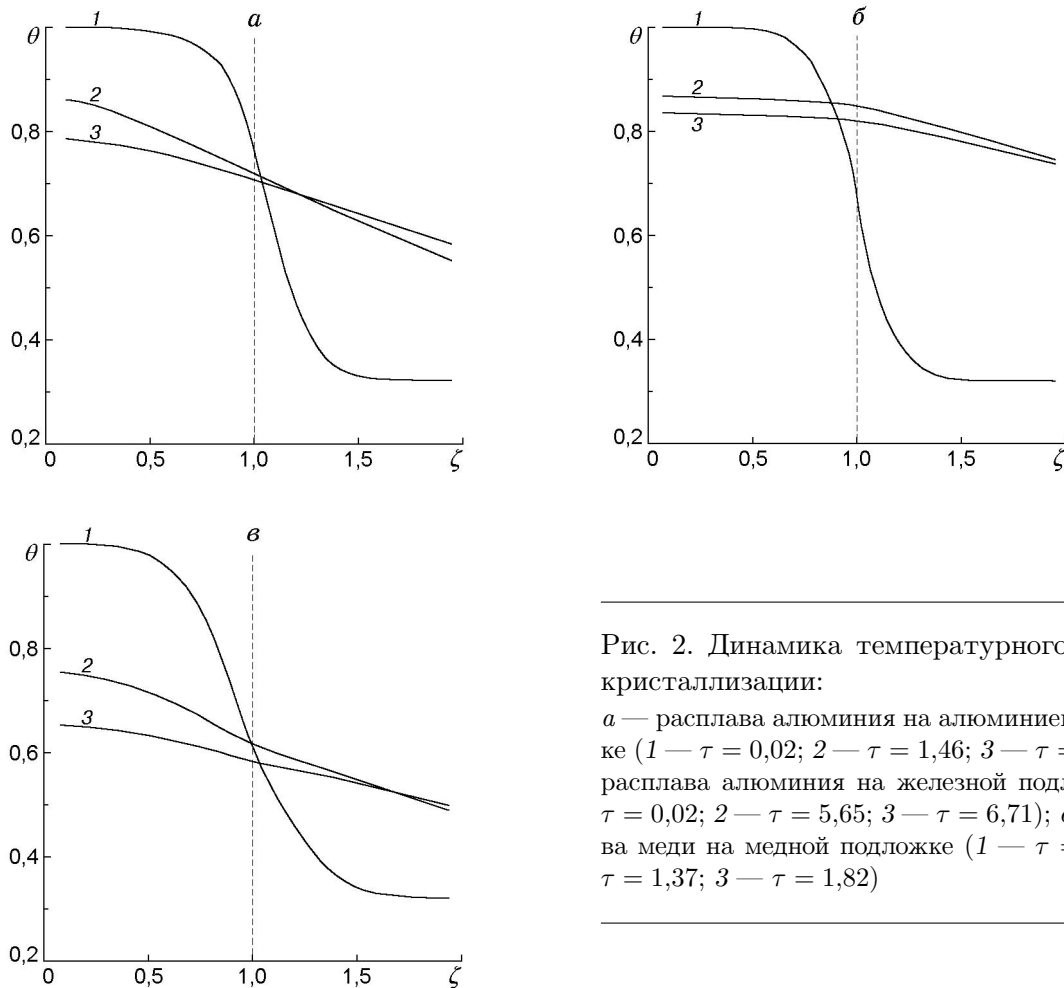 1
а
θ
2
0,8
3
0,6
0,4
0,2
0
0,5
1,0
1,5
ζ
1
б
θ
2
0,8
3
0,6
0,4
0,2
0
0,5
1,0
1,5
ζ
1
в
θ
0,8
2
3
0,6
0,4
0,2
0
0,5
1,0
1,5
ζ
Рис. 2. Динамика температурного
кристаллизации:
а — расплава алюминия на алюминие
ке (1 — τ = 0,02; 2 — τ = 1,46; 3 — τ =
расплава алюминия на железной под
τ = 0,02; 2 — τ = 5,65; 3 — τ = 6,71);
ва меди на медной подложке (1 — τ =
τ = 1,37; 3 — τ = 1,82)